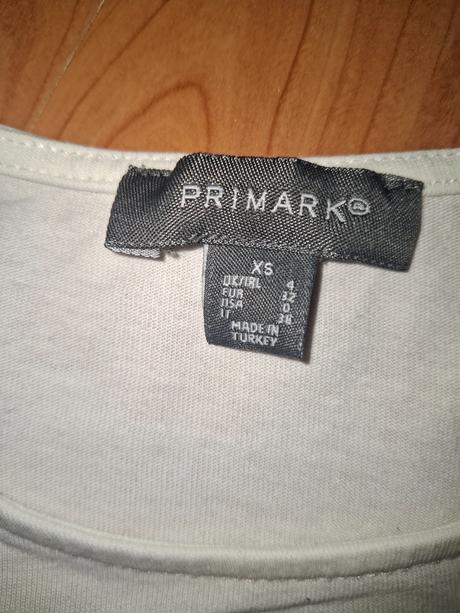 PRIMARK®
XS
UK/IRL 4
EUR 32
USA 0
IT 36
MADE IN
TURKEY